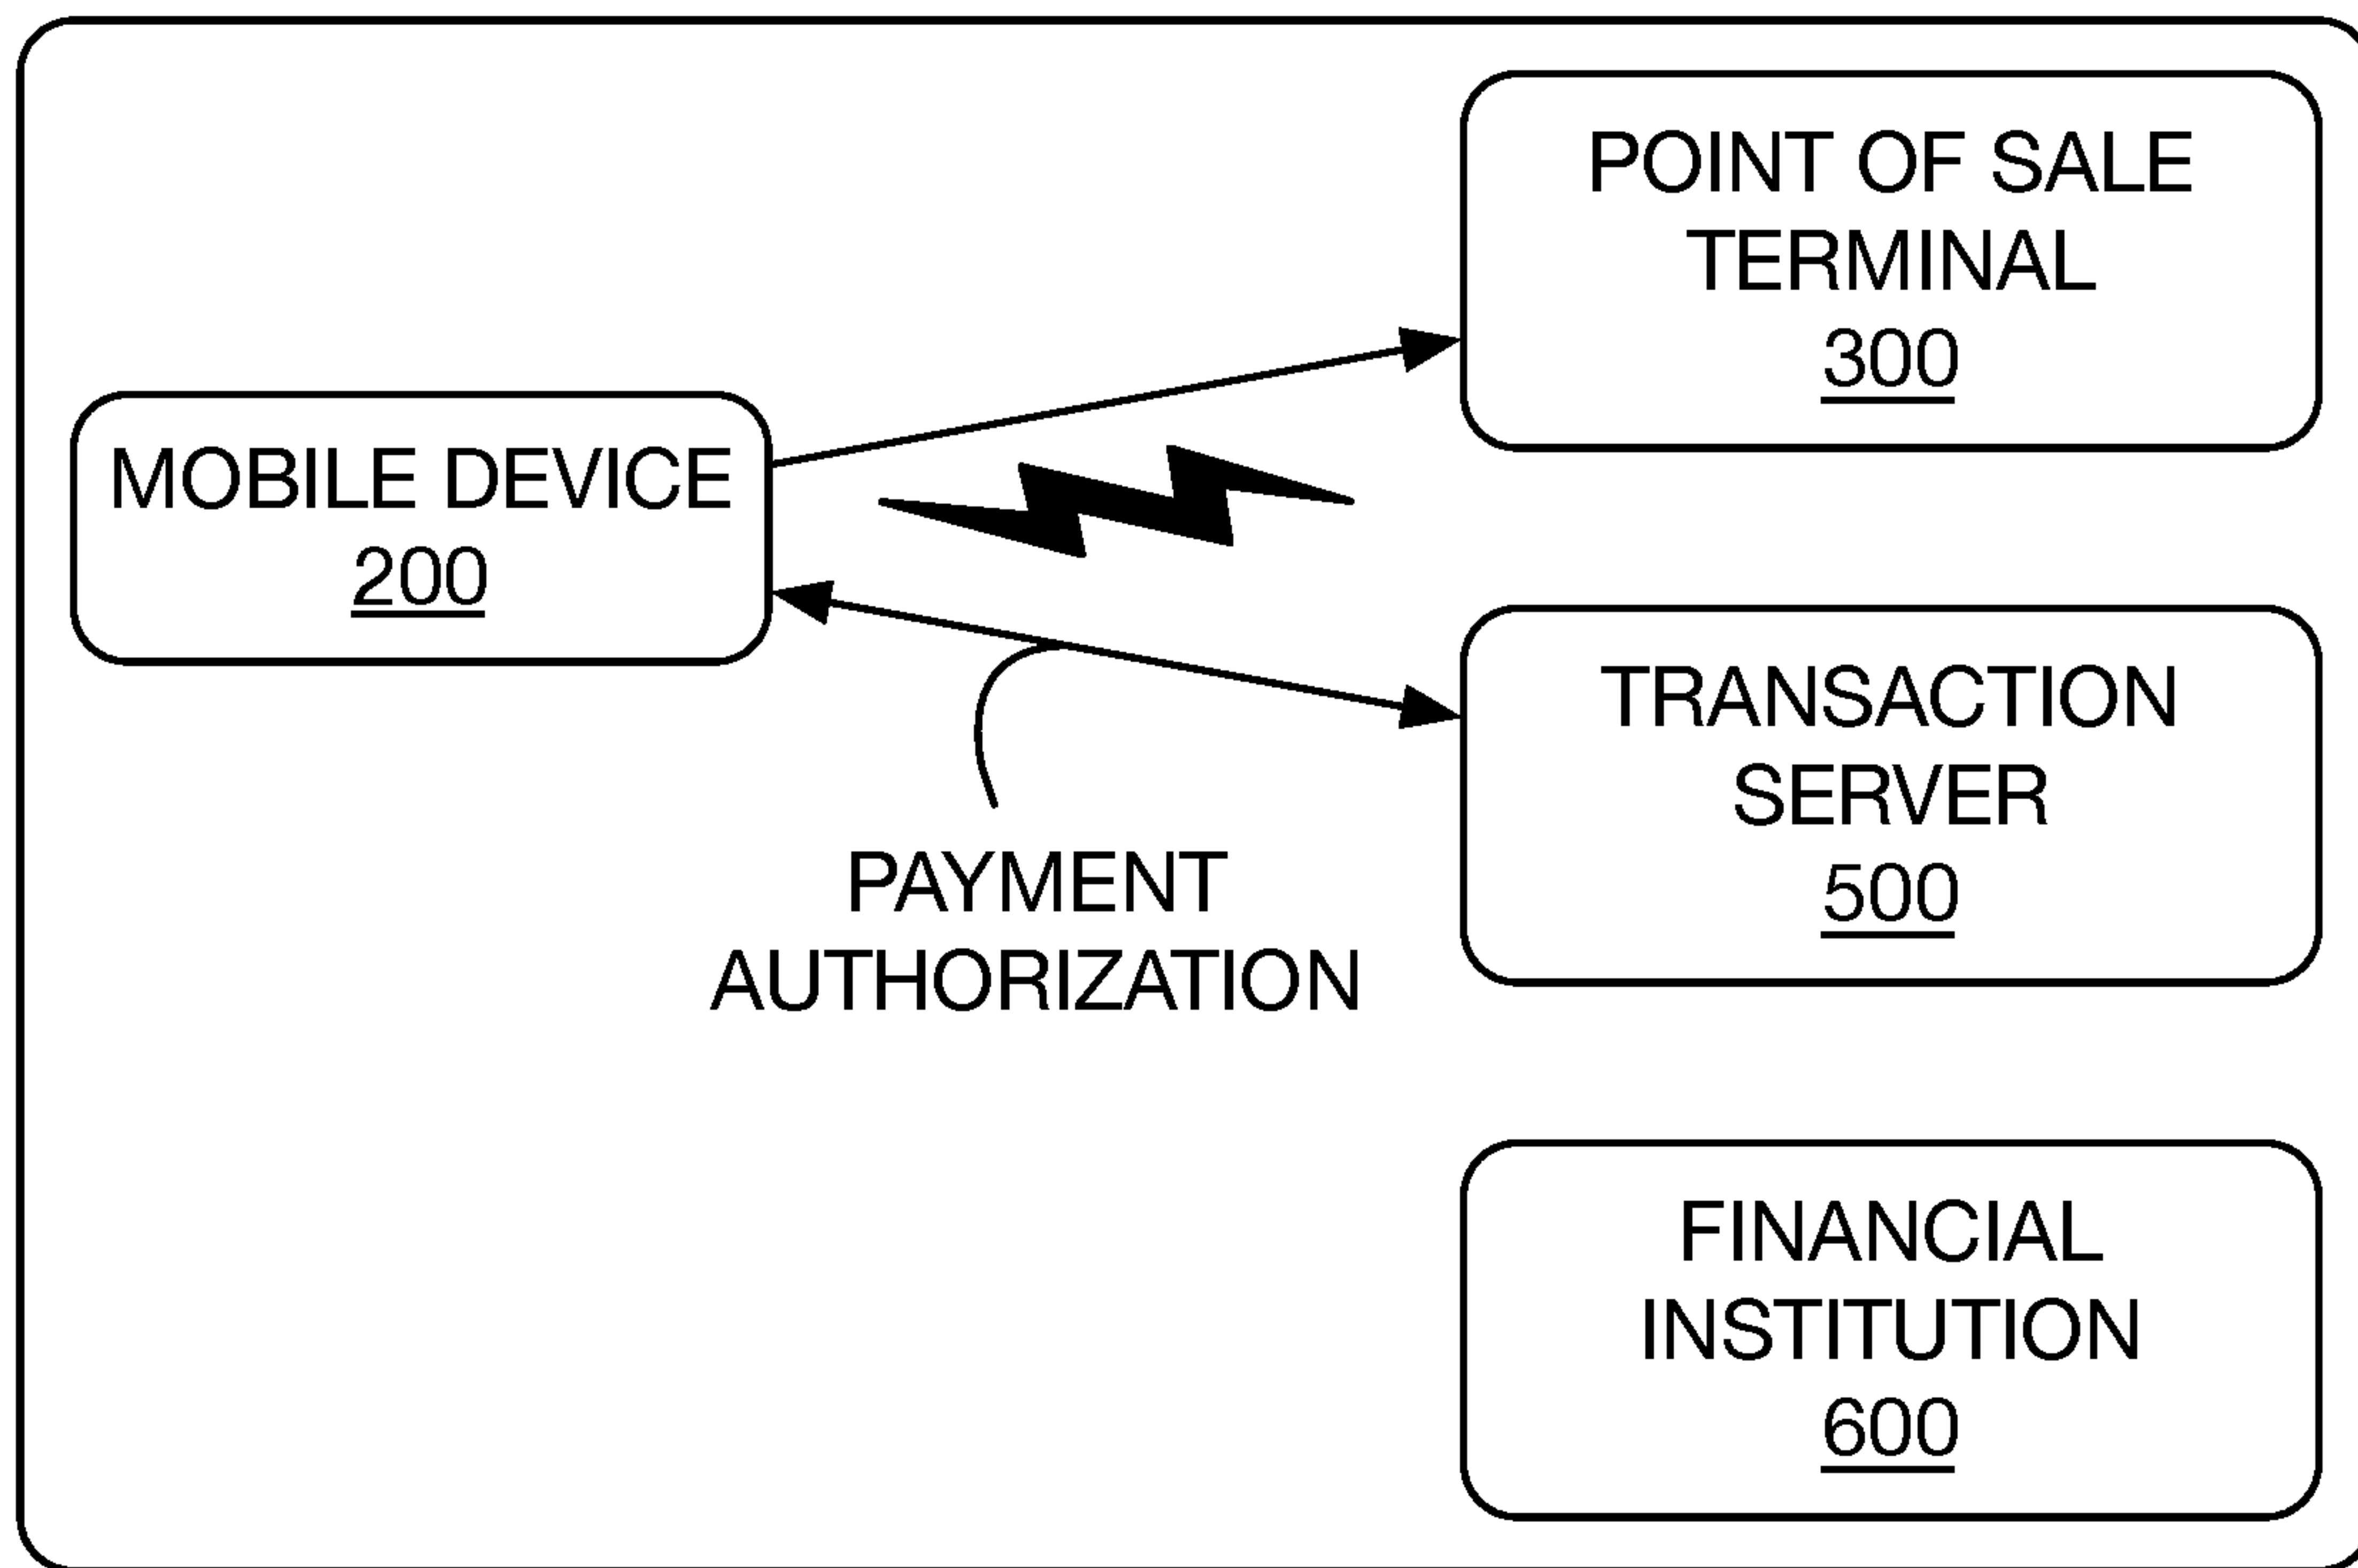 POINT OF SALE
TERMINAL
300
MOBILE DEVICE
200
TRANSACTION
SERVER
500
PAYMENT
AUTHORIZATION
FINANCIAL
INSTITUTION
600